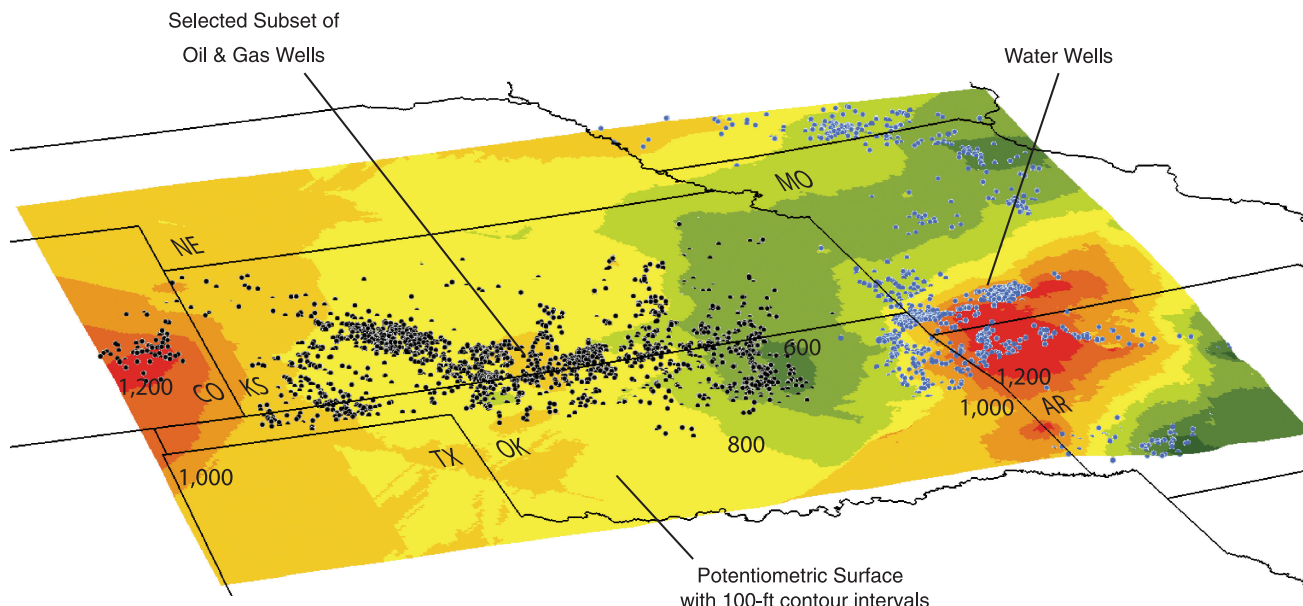 Selected Subset of
Oil & Gas Wells
Water Wells
MO
NE
600
1,200
CO
KS
1,200
1,000
AR
TX
OK
800
1,000
Potentiometric Surface
with 100-ft contour intervals